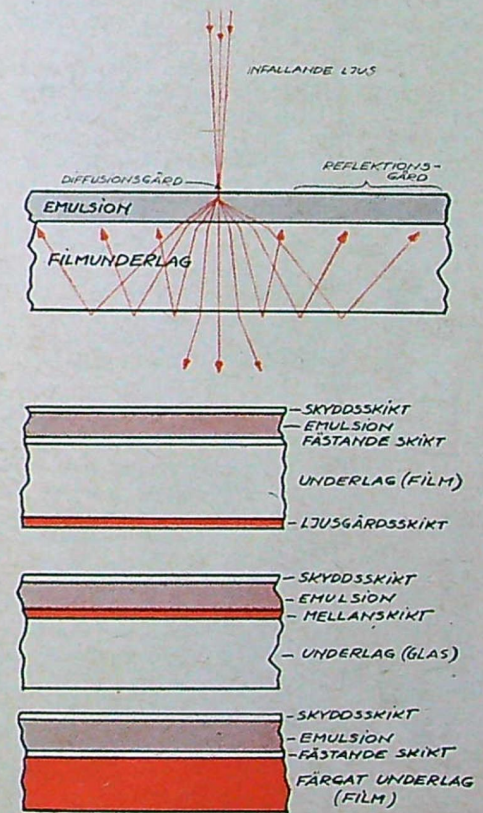 INFALLANDE LJUS
DIFFUSIONSGÅRD
REFLEKTIONS-
GÅRD
EMULSION
FILMUNDERLAG
SKYDDSSKIKT
EMULSION
FÄSTANDE SKIKT
UNDERLAG (FILM)
LJUSGÅRDSSKIKT
SKYDDSSKIKT
EMULSION
MELLANSKIKT
UNDERLAG (GLAS)
SKYDDSSKIKT
EMULSION
FÄSTANDE SKIKT
FÄRGAT UNDERLAG
(FILM)